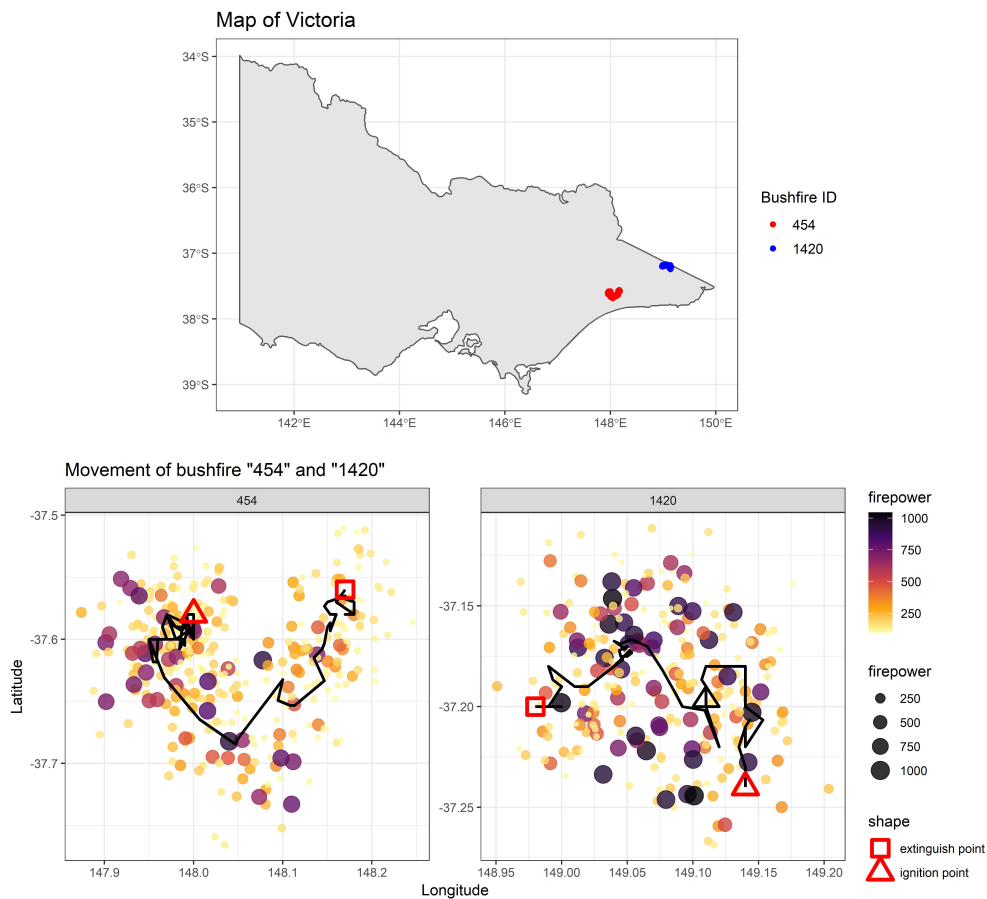 Map of Victoria
34°S
35°S
36°S
37°S
38°S
39°S
142°E
144°E
146°E
148°E
150°E
Bushfire ID
454
1420
Movement of bushfire "454" and "1420"
454
1420
Latitude
-37.5
-37.6
-37.7
147.9
148.0
148.1
148.2
-37.15
-37.20
-37.25
148.95
149.00
149.05
149.10
149.15
149.20
Longitude
firepower
1000
750
500
250
firepower
250
500
750
1000
shape
extinguish point
ignition point